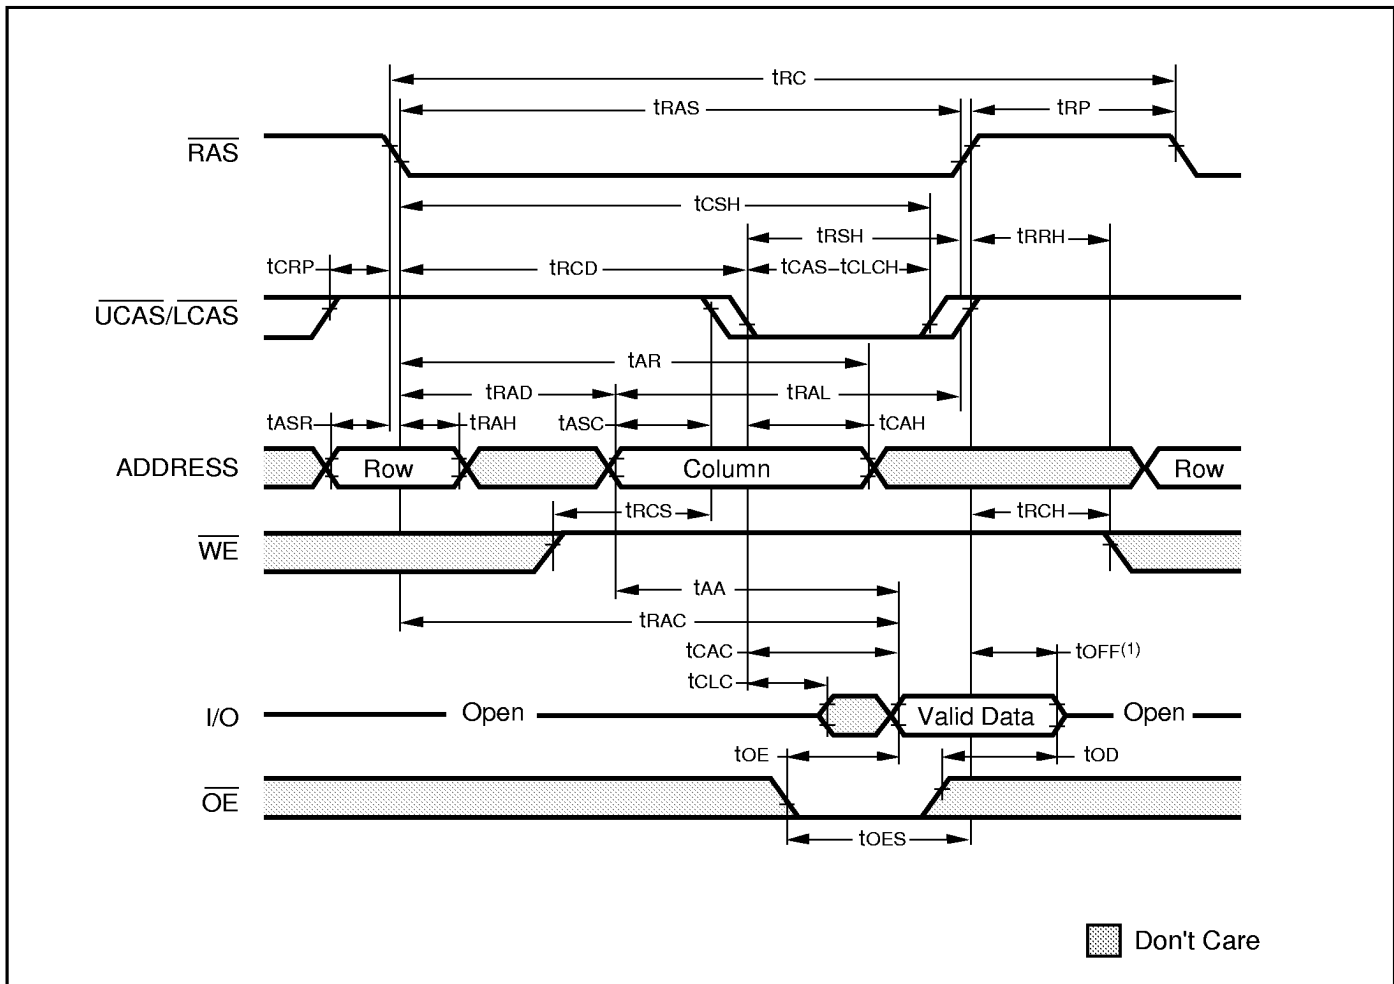 tRC
tRAS
tRP
RAS
tCSH
tRSH
tRRH
tCRP
tRCD
tCAS
tCLCH
UCAS/LCAS
tAR
tRAD
tRAL
tASR
tRAH
tASC
tCAH
ADDRESS
Row
Column
Row
tRCS
tRCH
WE
tAA
tRAC
tCAC
tOFF(1)
tCLC
I/O
Open
Valid Data
Open
tOE
tOD
OE
tOES
Don't Care